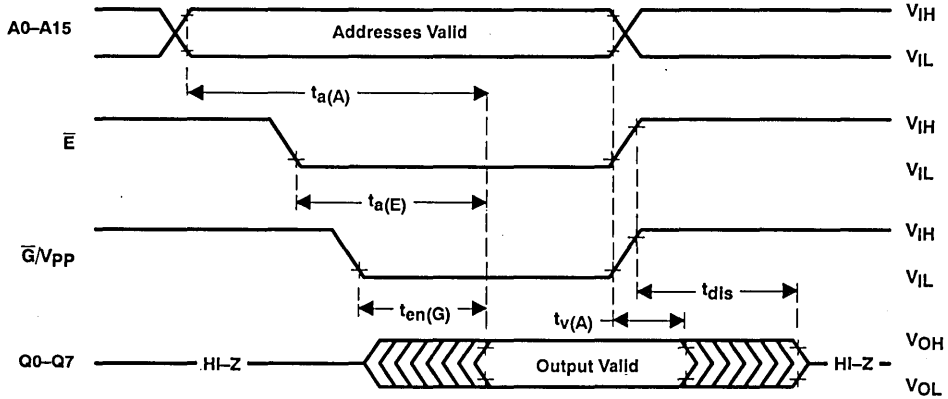 A0–A15 Addresses Valid VIH
VIL
ta(A)
E VIH
VIL
ta(E)
G/VPP VIH
VIL
ten(G) tv(A) tdis
Q0–Q7 HI–Z Output Valid HI–Z VOH
VOL